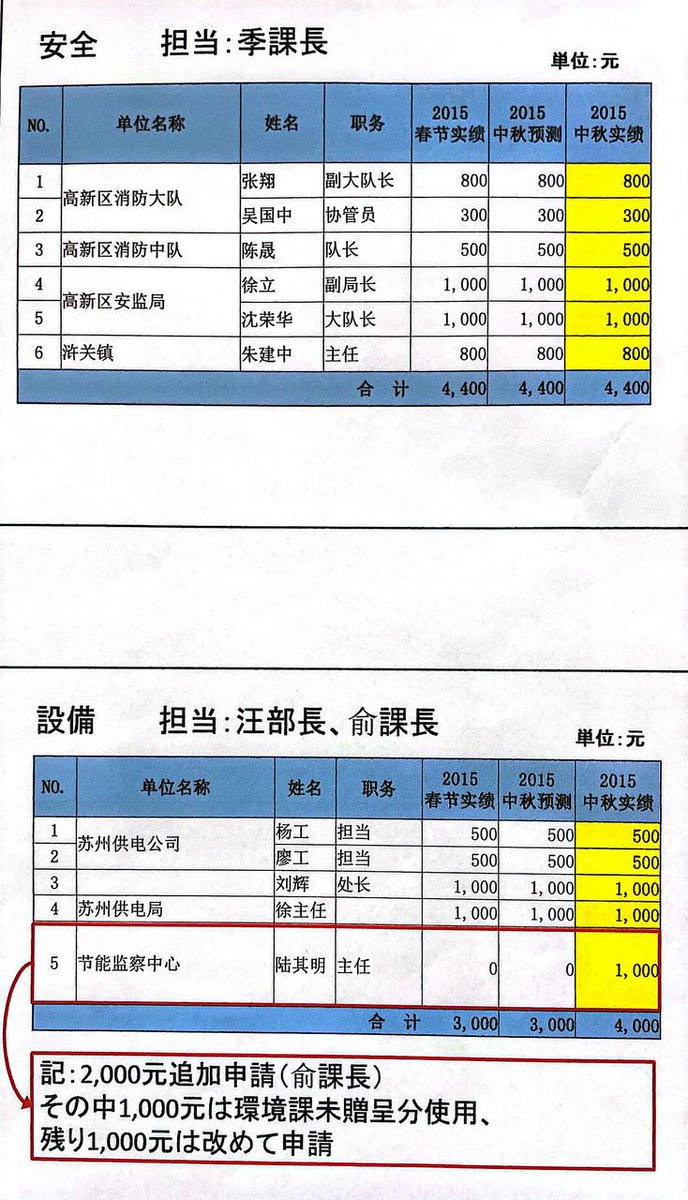 安全 担当:季課長
単位:元
NO. 单位名称 姓名 职务 2015 春节实绩 2015 中秋预测 2015 中秋实绩
1 高新区消防大队 张翔 副大队长 800 800 800
2 吴国中 协管员 300 300 300
3 高新区消防中队 陈晟 队长 500 500 500
4 高新区安监局 徐立 副局长 1,000 1,000 1,000
5 沈荣华 大队长 1,000 1,000 1,000
6 浒关镇 朱建中 主任 800 800 800
合 计 4,400 4,400 4,400
設備 担当:汪部長、俞課長
単位:元
NO. 单位名称 姓名 职务 2015 春节实绩 2015 中秋预测 2015 中秋实绩
1 苏州供电公司 杨工 担当 500 500 500
2 廖工 担当 500 500 500
3 刘辉 处长 1,000 1,000 1,000
4 苏州供电局 徐主任 1,000 1,000 1,000
5 节能监察中心 陆其明 主任 0 0 1,000
合 计 3,000 3,000 4,000
記:2,000元追加申請(俞課長)
その中1,000元は環境課未贈呈分使用、
残り1,000元は改めて申請